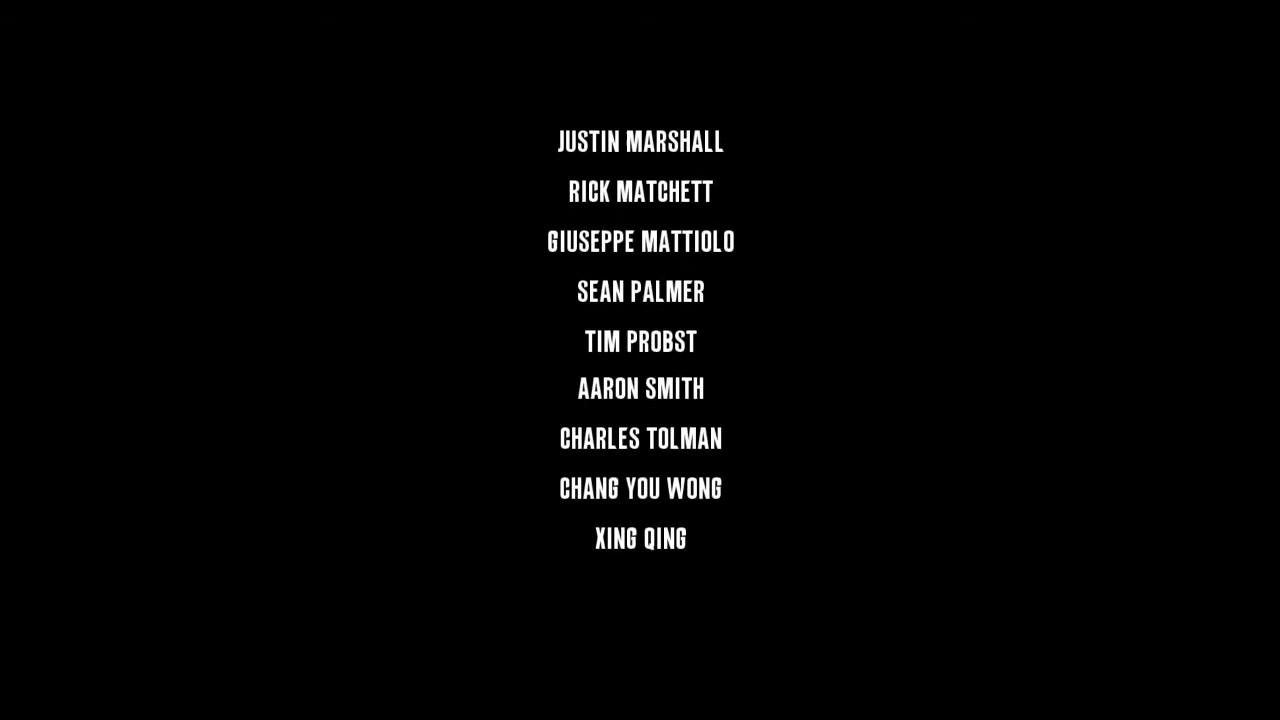 JUSTIN MARSHALL
RICK MATCHETT
GIUSEPPE MATTIOLO
SEAN PALMER
TIM PROBST
AARON SMITH
CHARLES TOLMAN
CHANG YOU WONG
XING QING